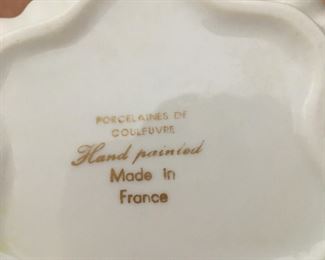 PORCELAINES DE
COULEUVRE
Hand painted
Made in
France